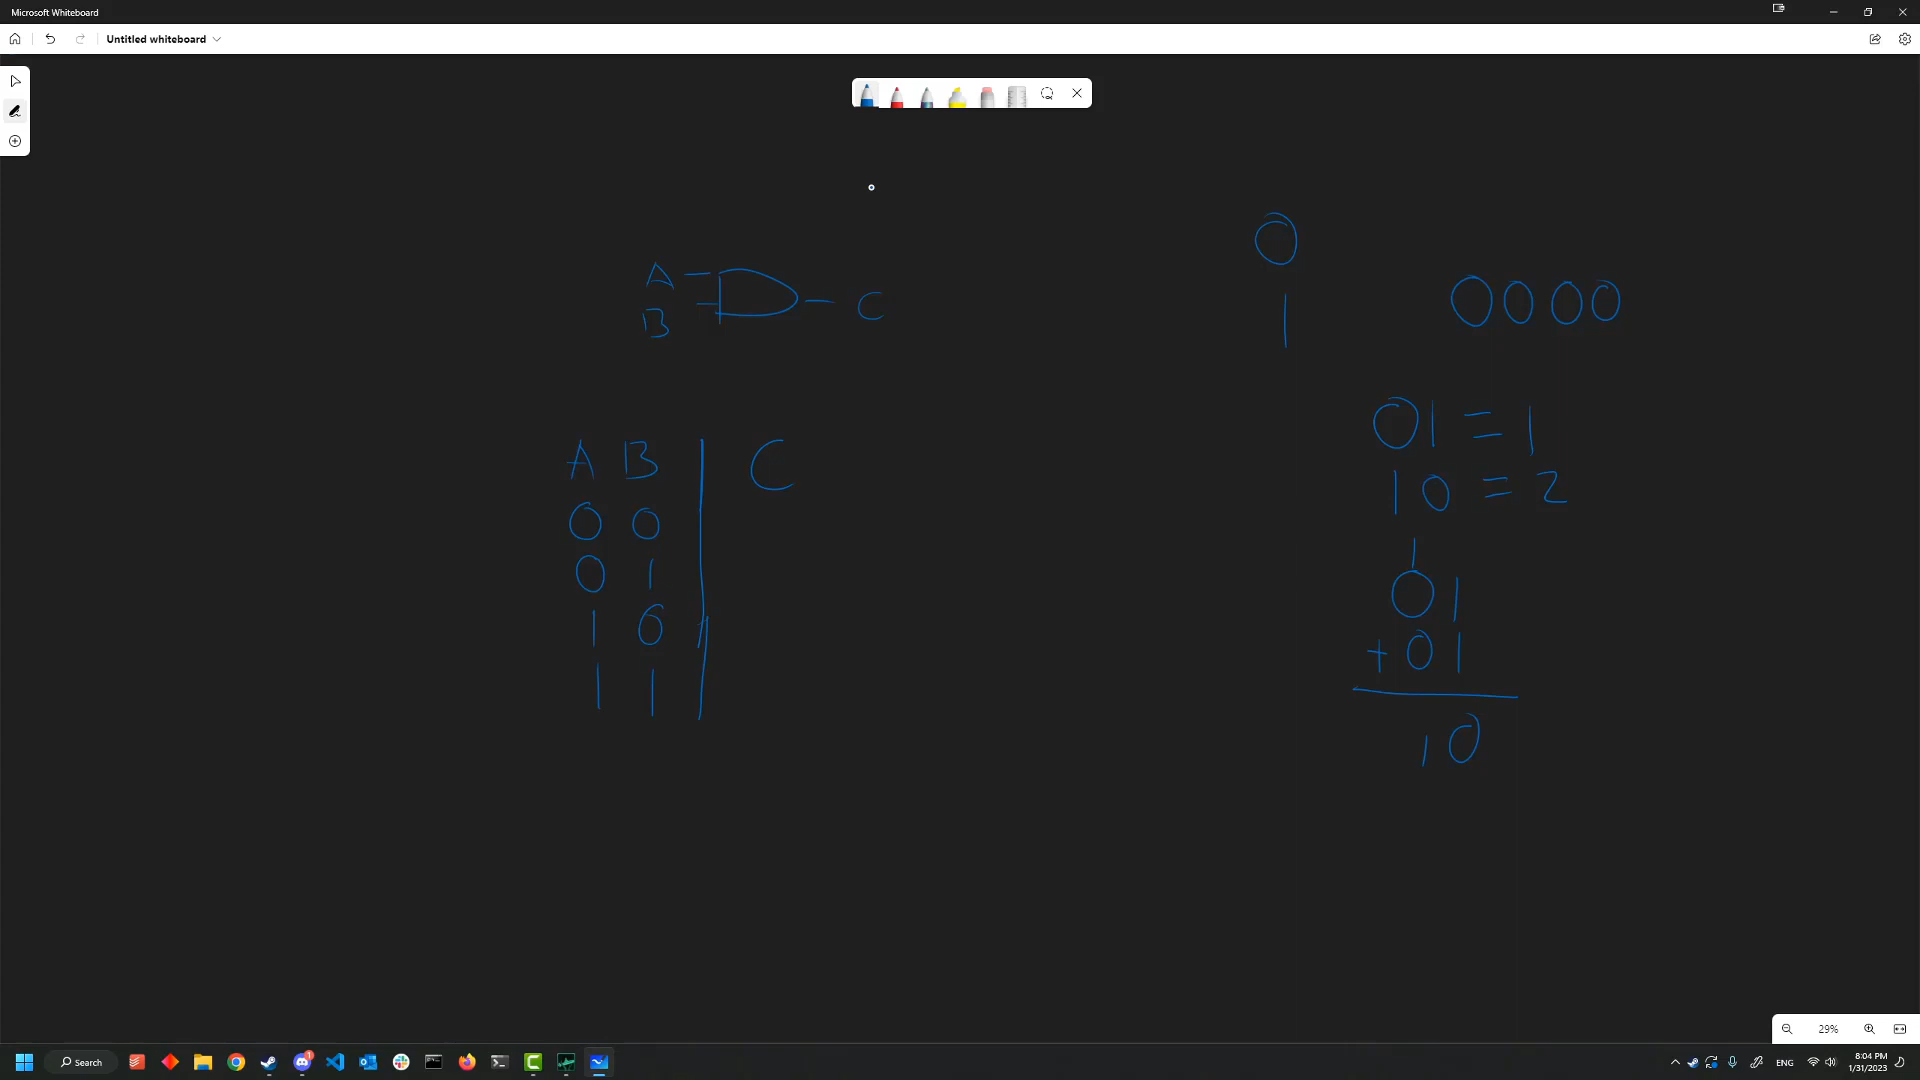 Microsoft Whiteboard
Untitled whiteboard
A
B
C
0
1
0000
A B C
0 0
0 1
1 0
1 1
01 = 1
10 = 2
1
01
+ 01
10
29%
Search
1
ENG
8:04 PM
1/31/2023